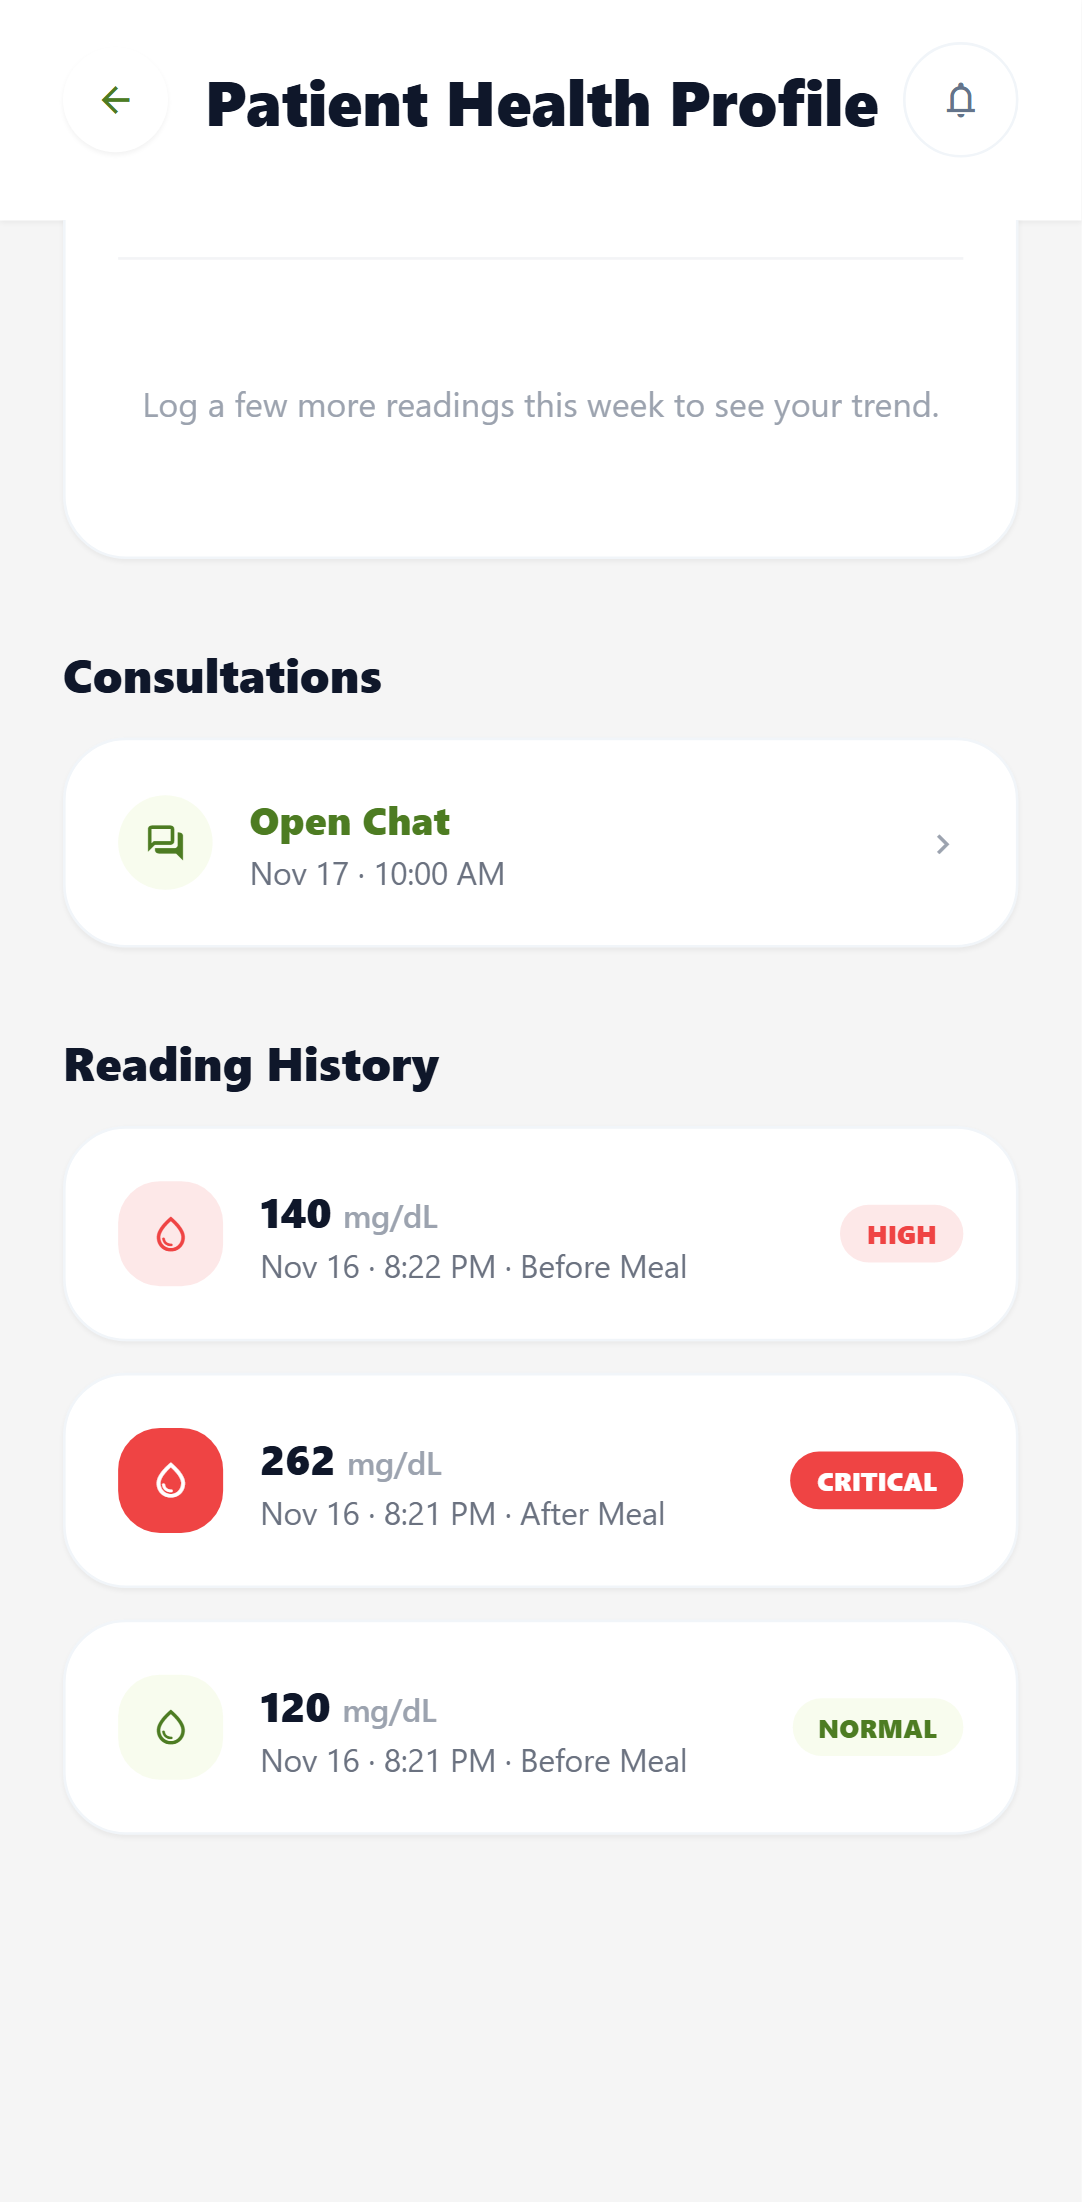 Patient Health Profile
Log a few more readings this week to see your trend.
Consultations
Open Chat
Nov 17 · 10:00 AM
Reading History
140 mg/dL
Nov 16 · 8:22 PM · Before Meal
HIGH
262 mg/dL
Nov 16 · 8:21 PM · After Meal
CRITICAL
120 mg/dL
Nov 16 · 8:21 PM · Before Meal
NORMAL